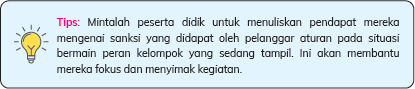 Tips: Mintalah peserta didik untuk menuliskan pendapat mereka
mengenai sanksi yang didapat oleh pelanggar aturan pada situasi
bermain peran kelompok yang sedang tampil. Ini akan membantu
mereka fokus dan menyimak kegiatan.